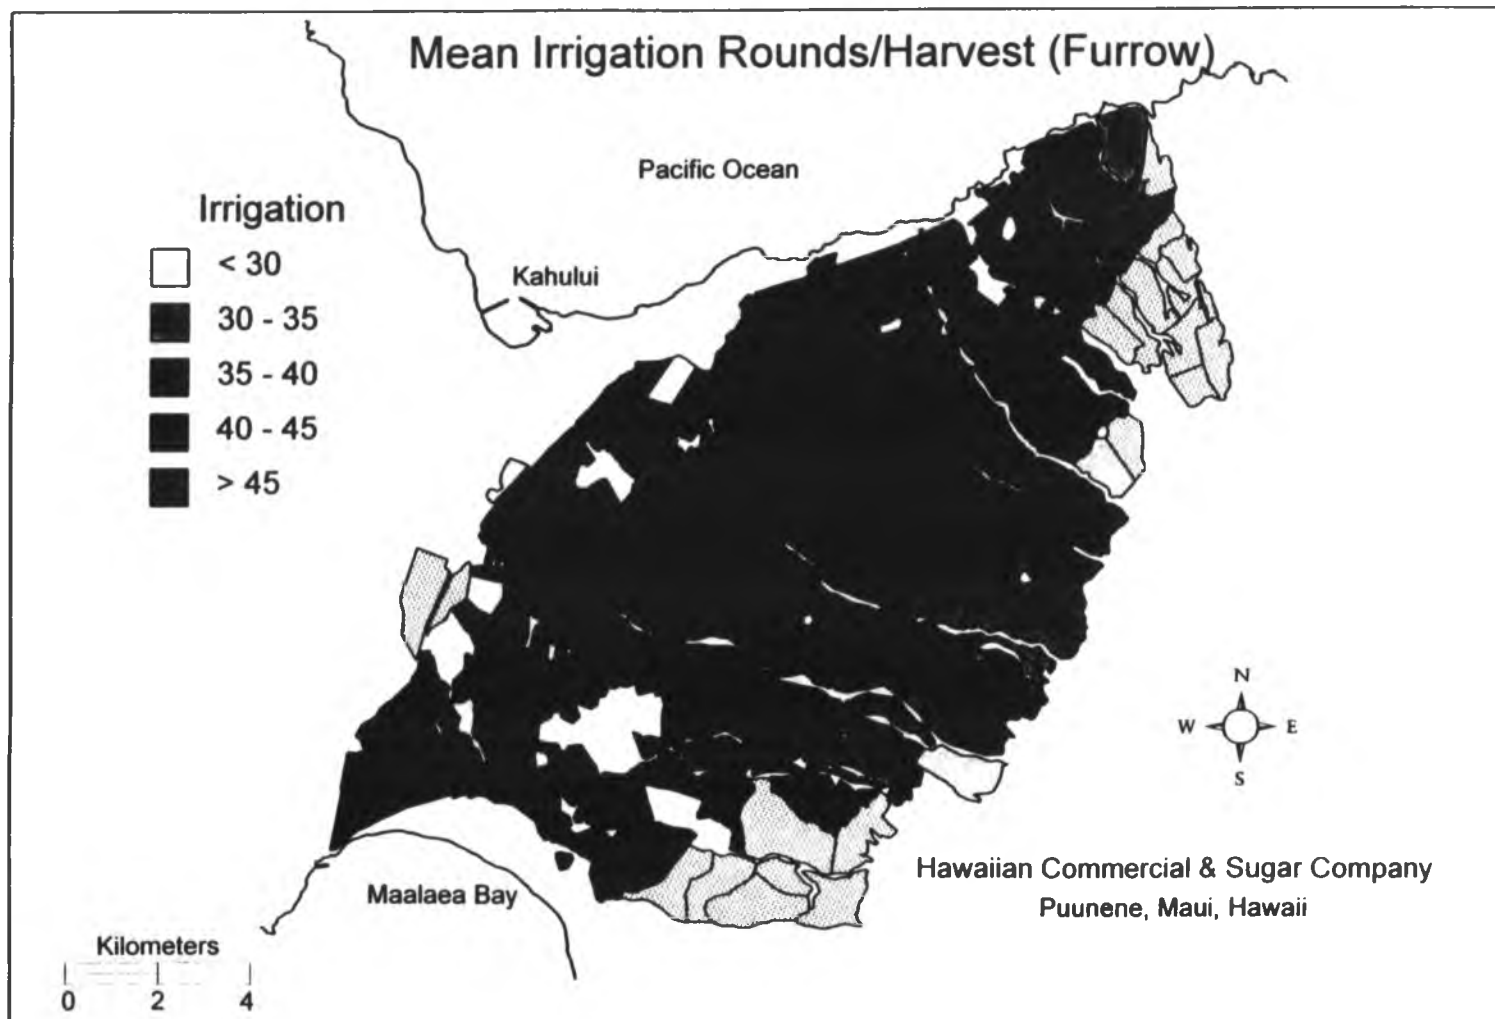 Mean Irrigation Rounds/Harvest (Furrow)
Pacific Ocean
Irrigation
< 30
30 - 35
35 - 40
40 - 45
> 45
Kahului
N
W E
S
Maalaea Bay
Hawaiian Commercial & Sugar Company
Puunene, Maui, Hawaii
Kilometers
0 2 4